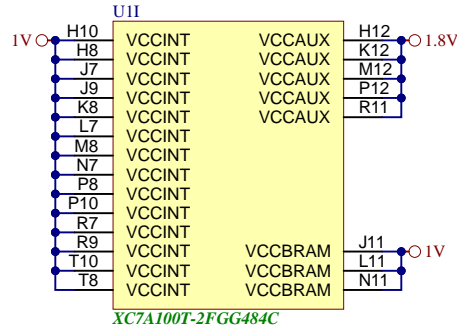 U1I
1V H10 VCCINT VCCAUX H12 1.8V
H8 VCCINT VCCAUX K12
J7 VCCINT VCCAUX M12
J9 VCCINT VCCAUX P12
K8 VCCINT VCCAUX R11
L7 VCCINT
M8 VCCINT
N7 VCCINT
P8 VCCINT
P10 VCCINT
R7 VCCINT
R9 VCCINT VCCBRAM J11 1V
T10 VCCINT VCCBRAM L11
T8 VCCINT VCCBRAM N11
XC7A100T-2FGG484C